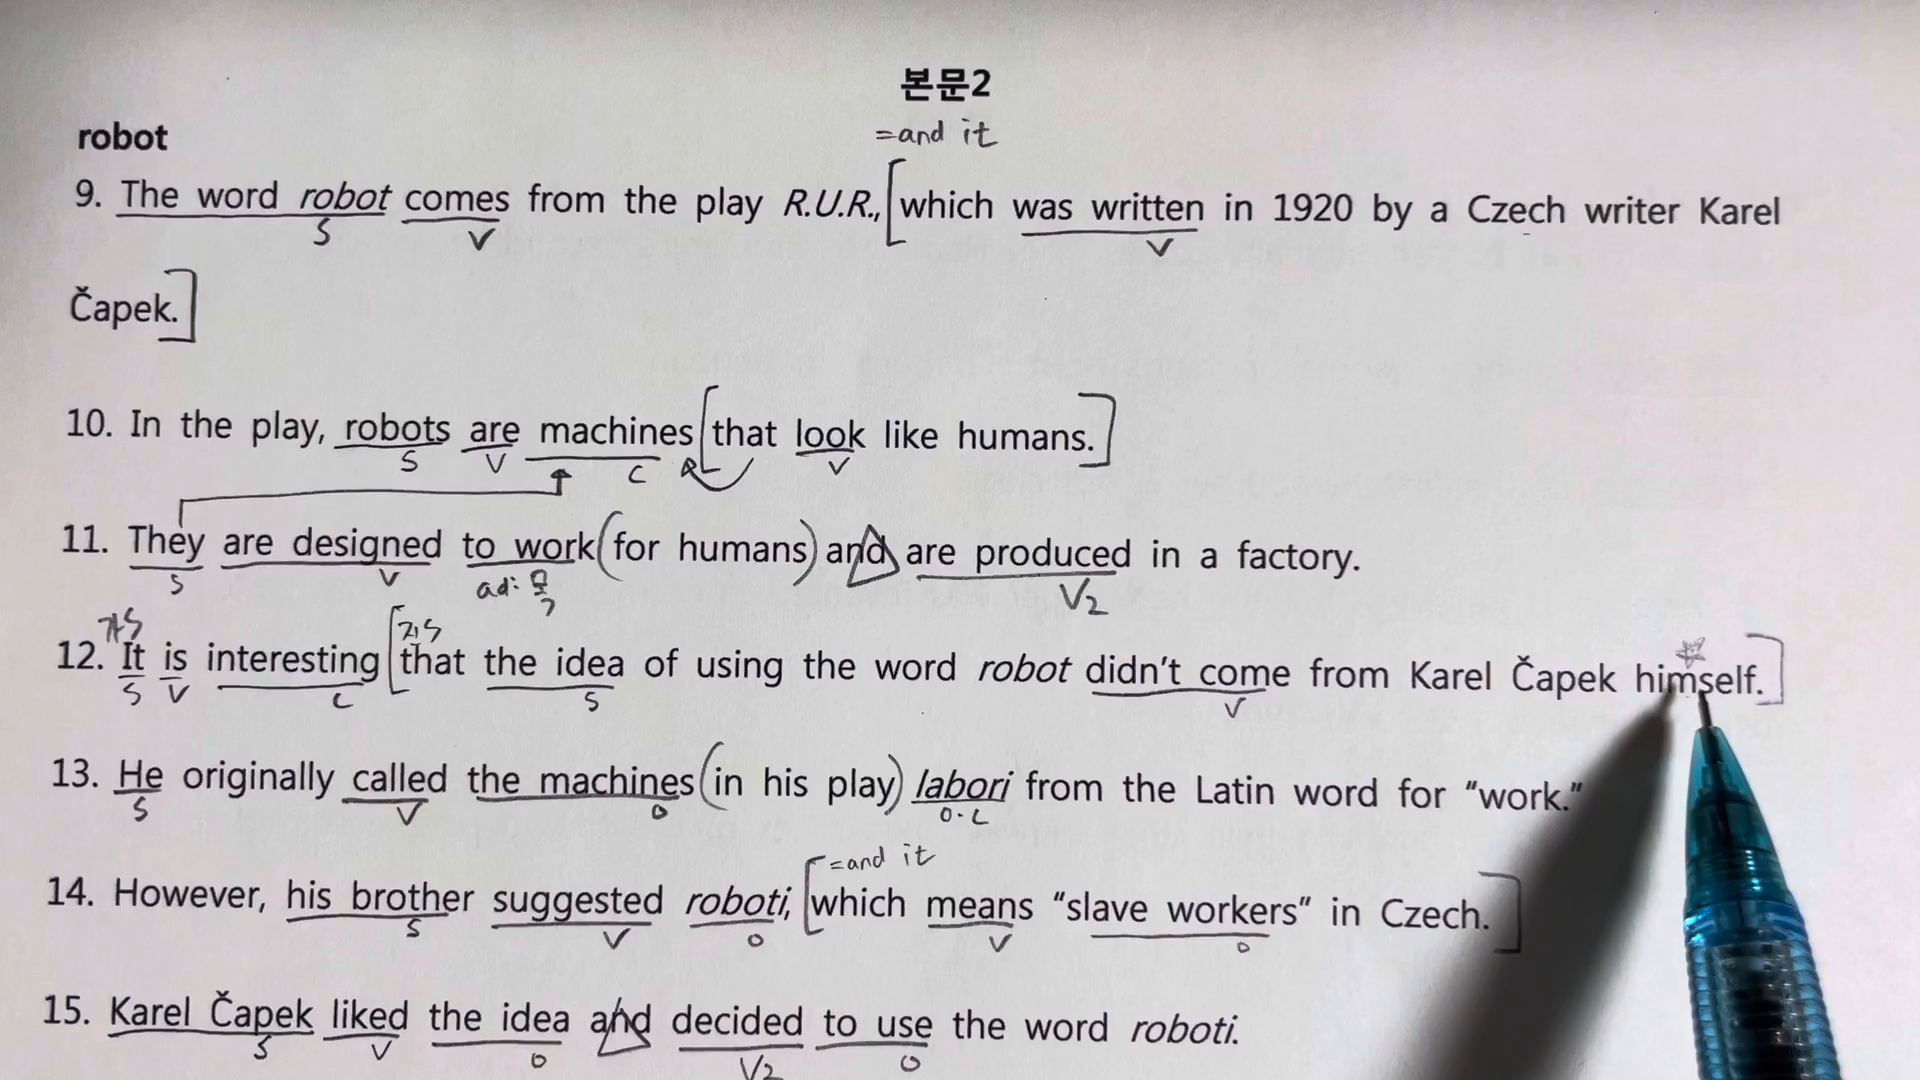 본문2
robot
=and it
9. The word robot comes from the play R.U.R., [which was written in 1920 by a Czech writer Karel
S V V
Čapek.]
10. In the play, robots are machines [that look like humans.]
S V C V
11. They are designed to work (for humans) and are produced in a factory.
S V ad: V2
가S 진S
12. It is interesting [that the idea of using the word robot didn't come from Karel Čapek himself.]
S V C S V
13. He originally called the machines (in his play) labori from the Latin word for “work.”
S V O O.C
=and it
14. However, his brother suggested roboti, [which means “slave workers” in Czech.]
S V O V O
15. Karel Čapek liked the idea and decided to use the word roboti.
S V O V2 O